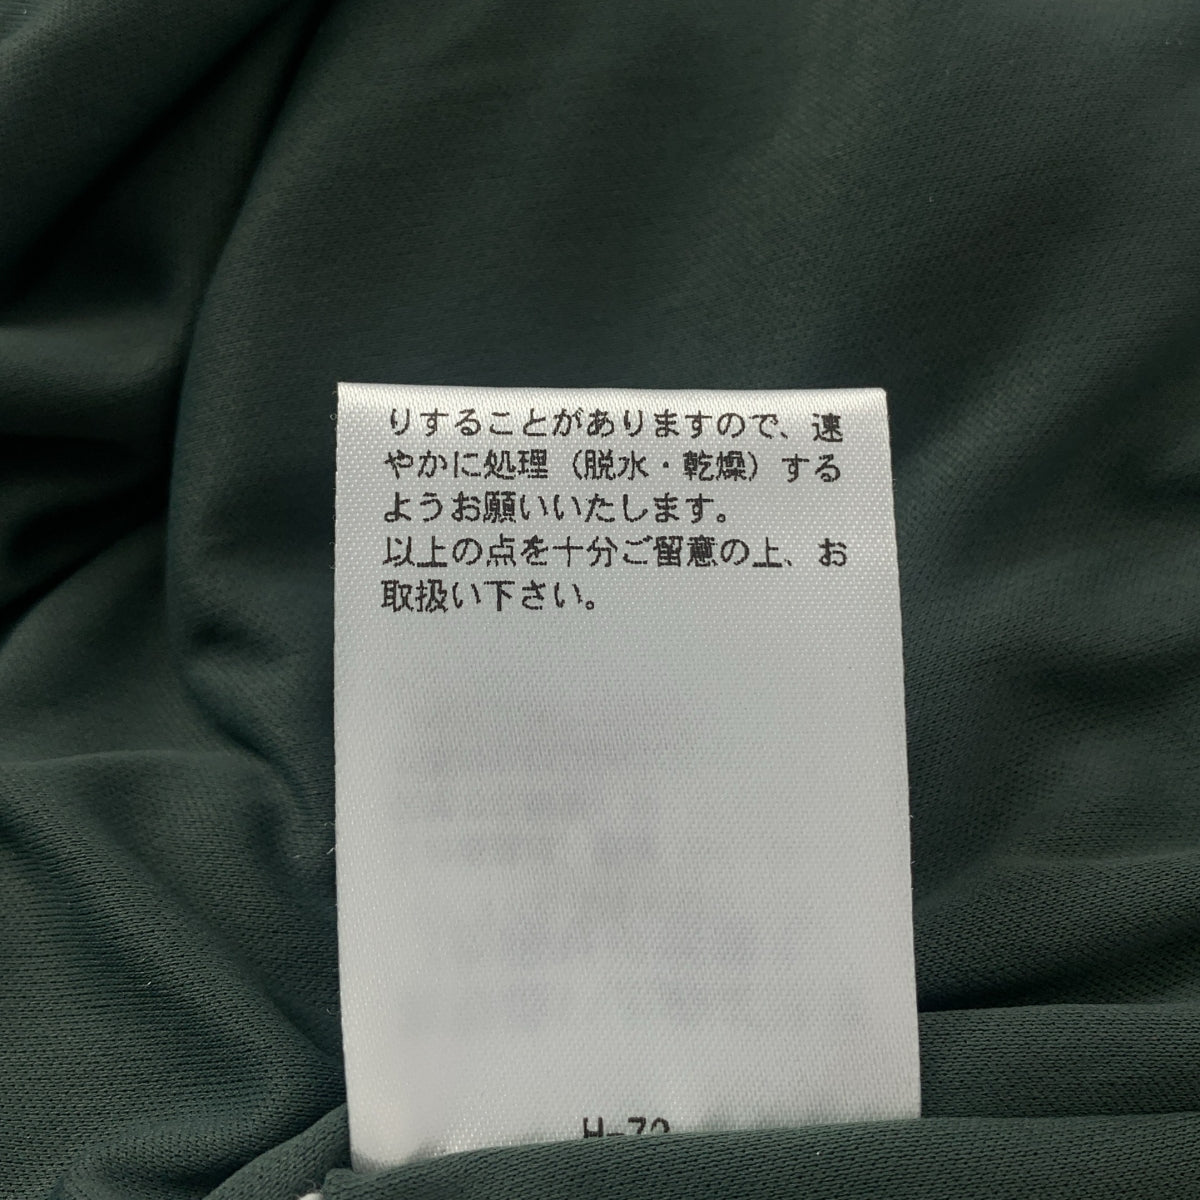 りすることがありますので、速
やかに処理（脱水・乾燥）する
ようお願いいたします。
以上の点を十分ご留意の上、お
取扱い下さい。